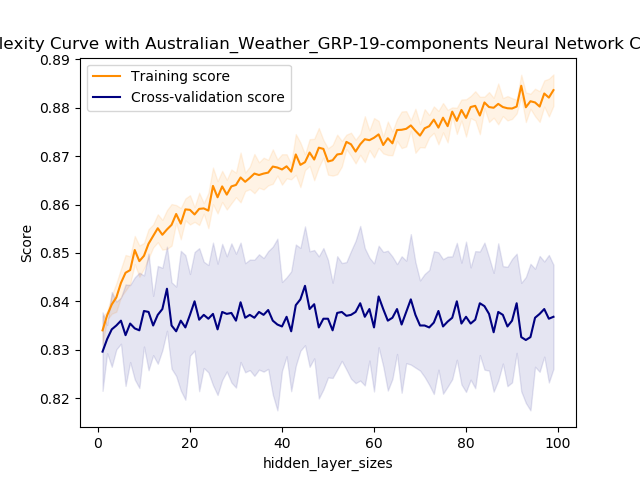 lexity Curve with Australian_Weather_GRP-19-components Neural Network C
0.89
0.88
0.87
0.86
0.85
0.84
0.83
0.82
Score
Training score
Cross-validation score
0
20
40
60
80
100
hidden_layer_sizes